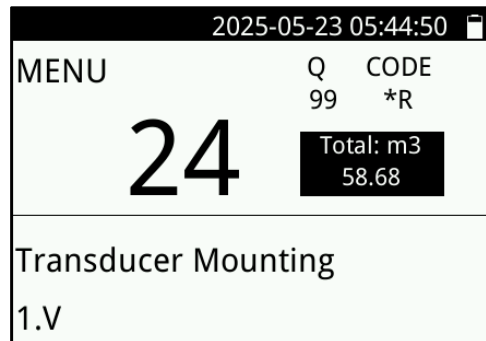 2025-05-23 05:44:50
MENU
Q CODE
99 *R
24
Total: m3
58.68
Transducer Mounting
1.V